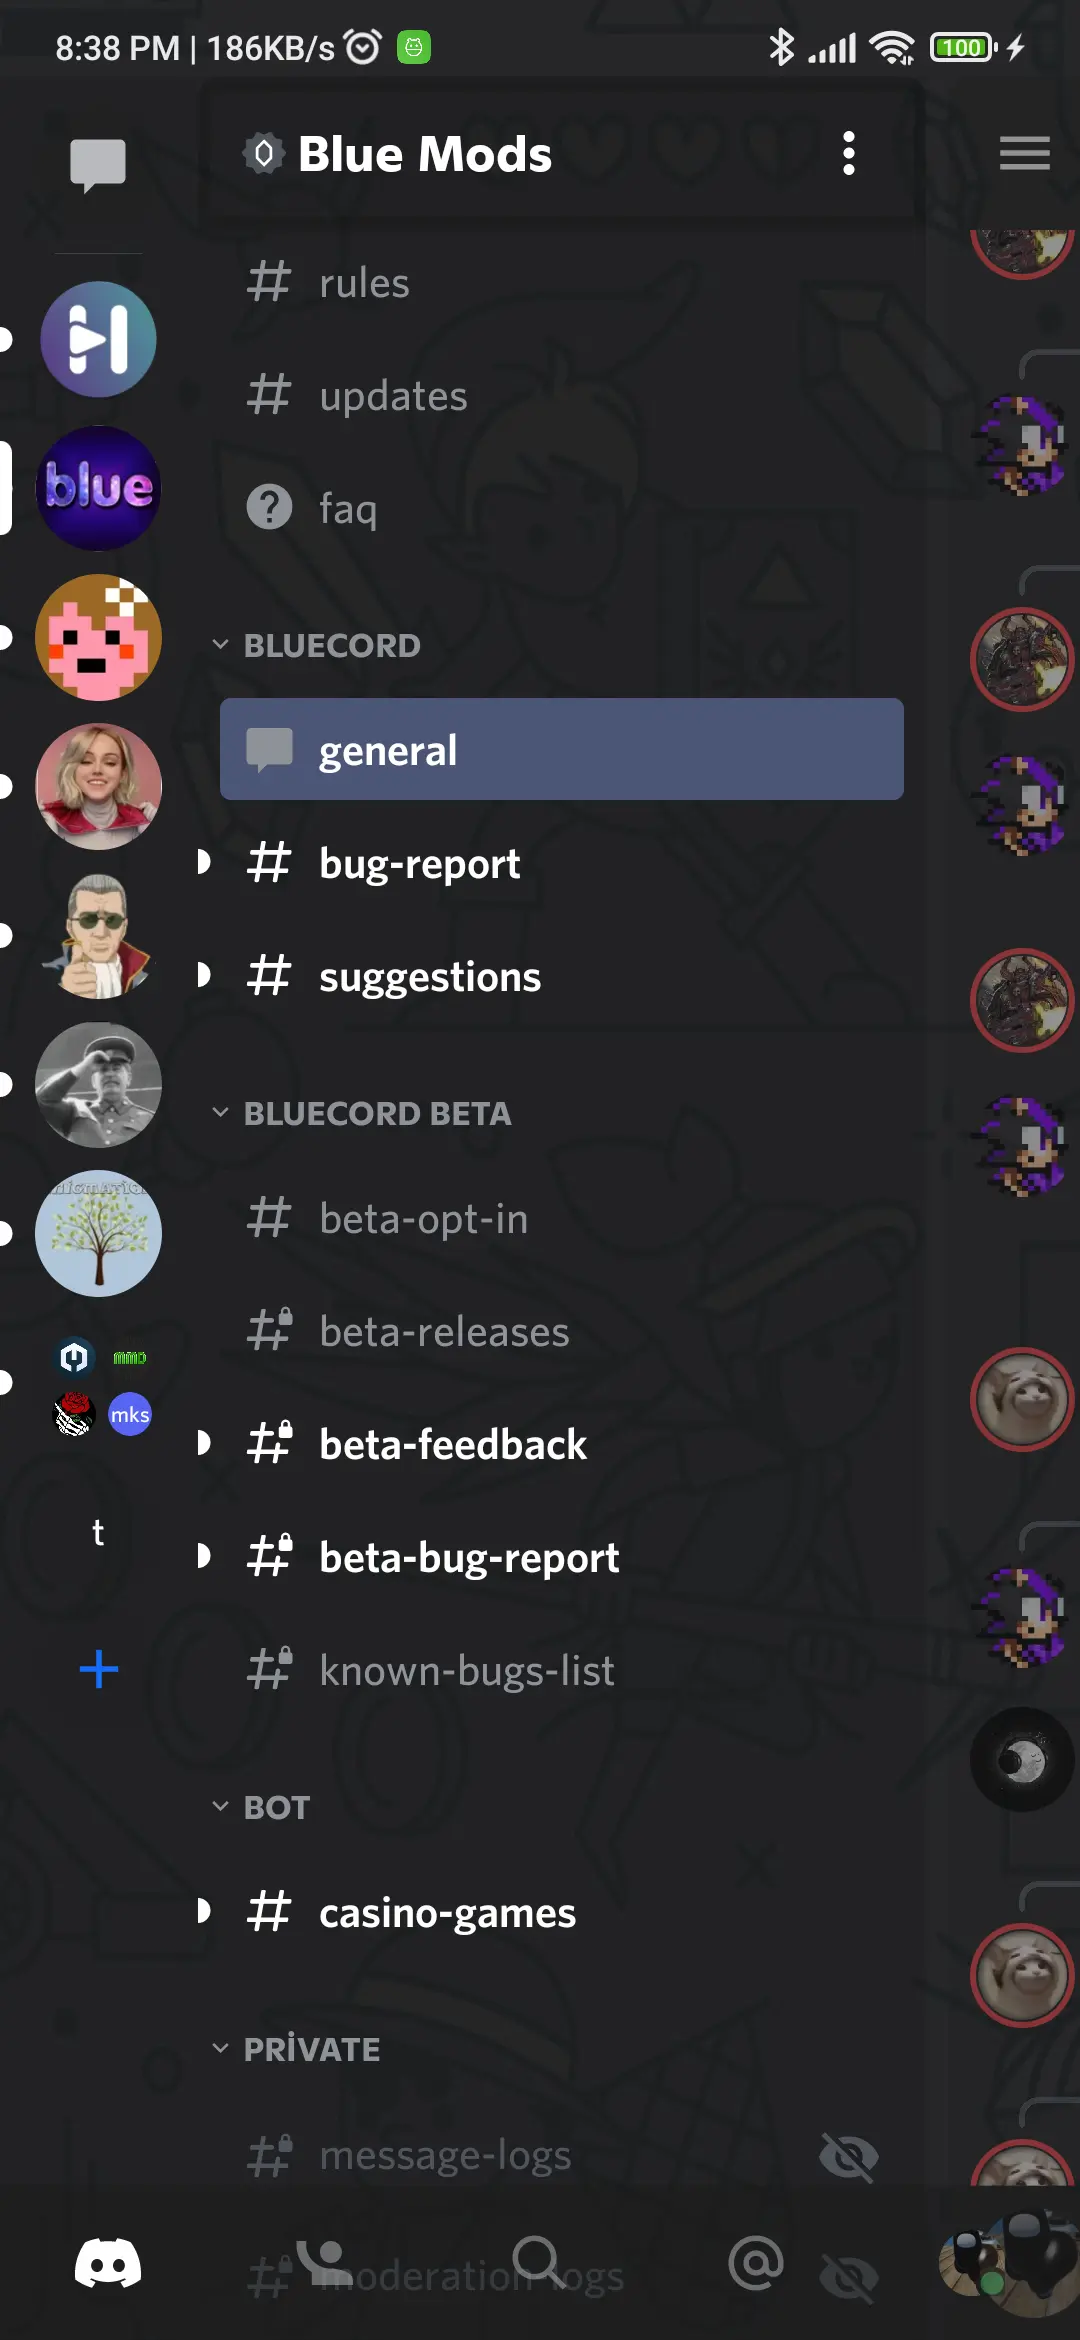 8:38 PM | 186KB/s
100
Blue Mods
rules
updates
faq
blue
BLUECORD
general
bug-report
suggestions
BLUECORD BETA
beta-opt-in
beta-releases
mmd
mks
beta-feedback
t
beta-bug-report
known-bugs-list
BOT
casino-games
PRİVATE
message-logs
moderation-logs